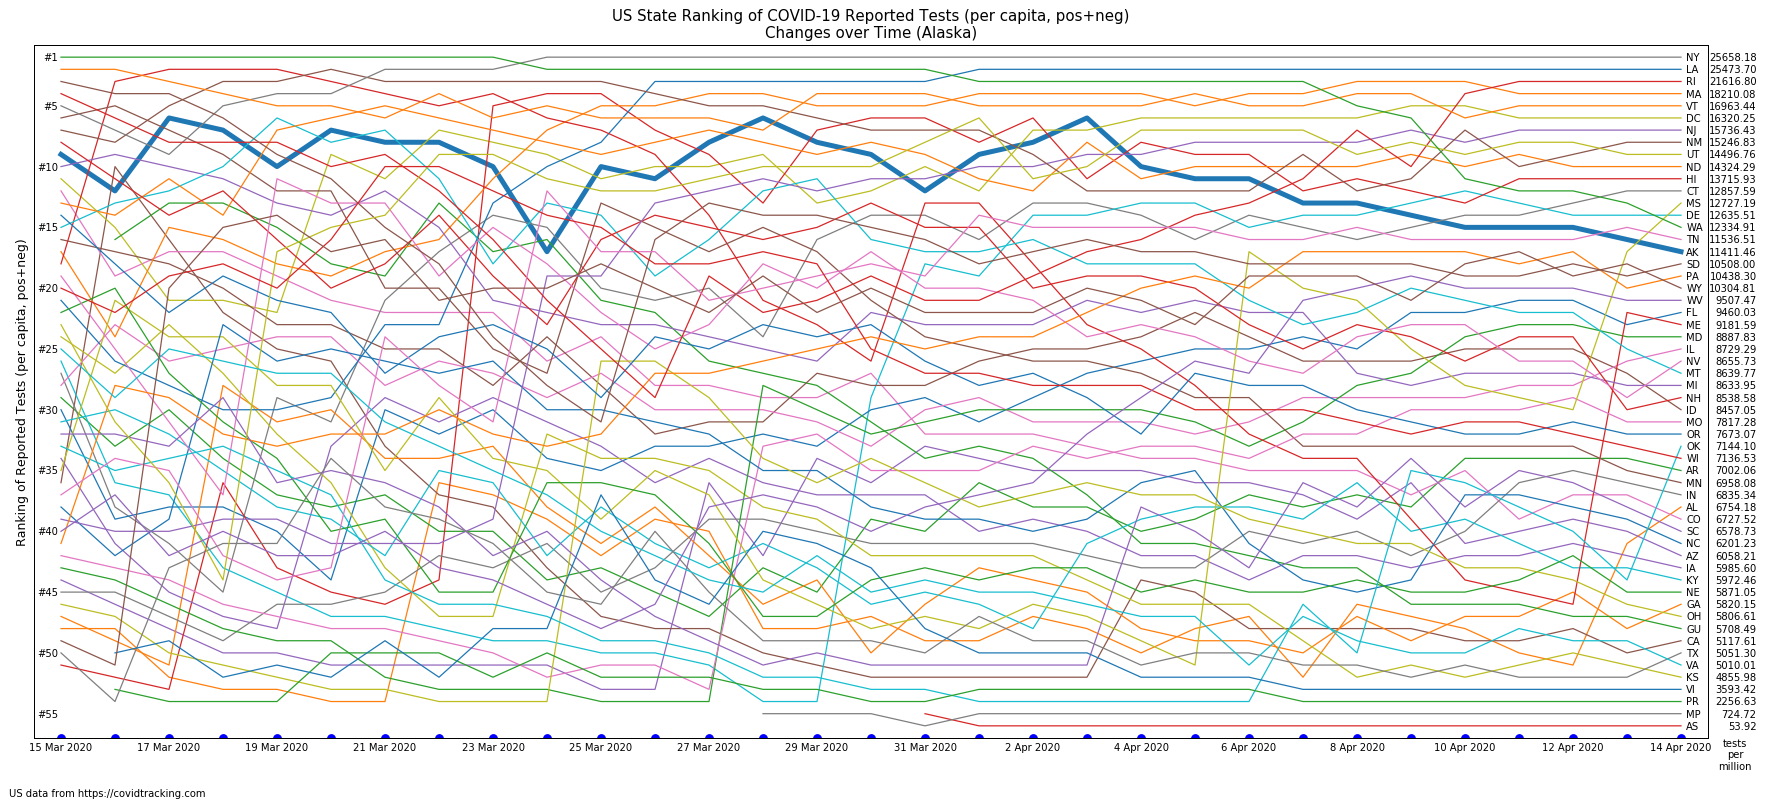 US State Ranking of COVID-19 Reported Tests (per capita, pos+neg)
Changes over Time (Alaska)
Ranking of Reported Tests (per capita, pos+neg)
#1
#5
#10
#15
#20
#25
#30
#35
#40
#45
#50
#55
NY 25658.18
LA 25473.70
RI 21616.80
MA 18210.08
VT 16963.44
DC 16320.25
NJ 15736.43
NM 15246.83
UT 14496.76
ND 14324.29
HI 13715.93
CT 12857.59
MS 12727.19
DE 12635.51
WA 12334.91
TN 11536.51
AK 11411.46
SD 10508.00
PA 10438.30
WY 10304.81
WV 9507.47
FL 9460.03
ME 9181.59
MD 8887.83
IL 8729.29
NV 8655.73
MT 8639.77
MI 8633.95
NH 8538.58
ID 8457.05
MO 7817.28
OR 7673.07
OK 7144.10
WI 7136.53
AR 7002.06
MN 6958.08
IN 6835.34
AL 6754.18
CO 6727.52
SC 6578.73
NC 6201.23
AZ 6058.21
IA 5985.60
KY 5972.46
NE 5871.05
GA 5820.15
OH 5806.61
GU 5708.49
CA 5117.61
TX 5051.30
VA 5010.01
KS 4855.98
VI 3593.42
PR 2256.63
MP 724.72
AS 53.92
15 Mar 2020 17 Mar 2020 19 Mar 2020 21 Mar 2020 23 Mar 2020 25 Mar 2020 27 Mar 2020 29 Mar 2020 31 Mar 2020 2 Apr 2020 4 Apr 2020 6 Apr 2020 8 Apr 2020 10 Apr 2020 12 Apr 2020 14 Apr 2020
tests
per
million
US data from https://covidtracking.com